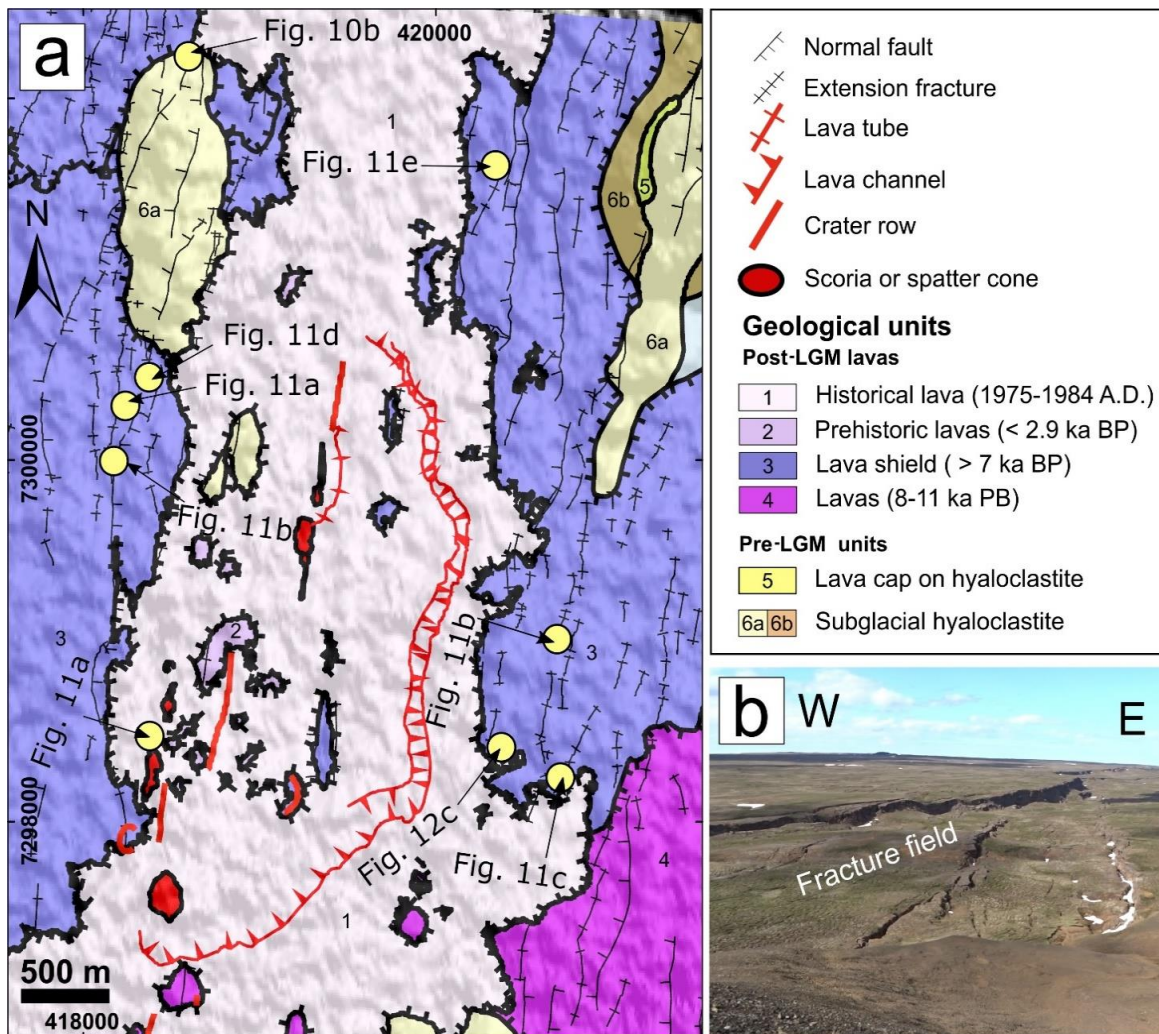 a
Fig. 10b
420000
1
Fig. 11e
6b
5
6a
N
6a
Fig. 11d
Fig. 11a
7300000
Fig. 11b
3
2
Fig. 11a
Fig. 11b
3
7298000
Fig. 12c
Fig. 11c
4
1
500 m
418000
Normal fault
Extension fracture
Lava tube
Lava channel
Crater row
Scoria or spatter cone
Geological units
Post-LGM lavas
1 Historical lava (1975-1984 A.D.)
2 Prehistoric lavas (< 2.9 ka BP)
3 Lava shield ( > 7 ka BP)
4 Lavas (8-11 ka PB)
Pre-LGM units
5 Lava cap on hyaloclastite
6a 6b Subglacial hyaloclastite
b W E
Fracture field